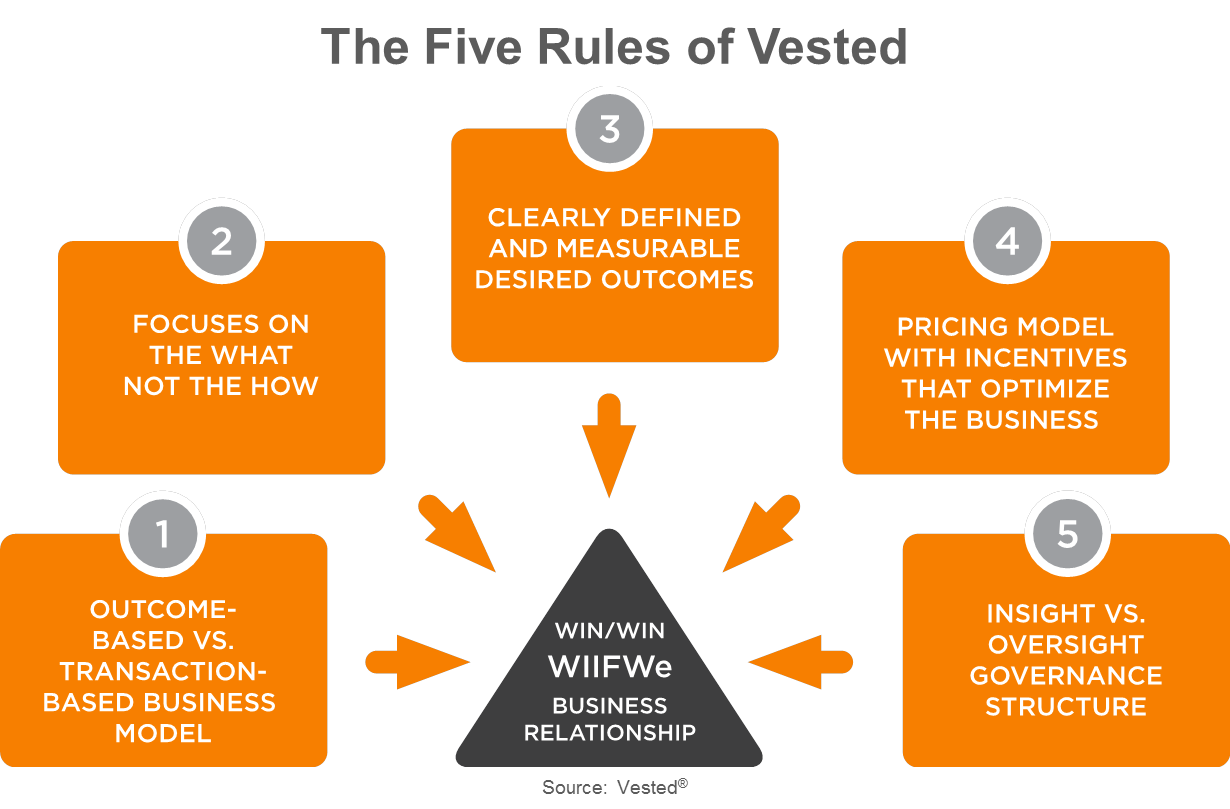 The Five Rules of Vested
1
OUTCOME-
BASED VS.
TRANSACTION-
BASED BUSINESS
MODEL
2
FOCUSES ON
THE WHAT
NOT THE HOW
3
CLEARLY DEFINED
AND MEASURABLE
DESIRED OUTCOMES
4
PRICING MODEL
WITH INCENTIVES
THAT OPTIMIZE
THE BUSINESS
5
INSIGHT VS.
OVERSIGHT
GOVERNANCE
STRUCTURE
WIN/WIN
WIIFWe
BUSINESS
RELATIONSHIP
Source: Vested®